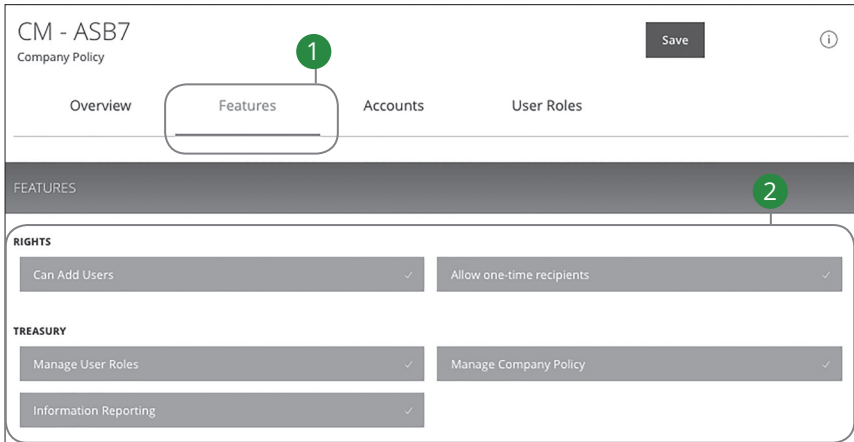 CM - ASB7
Company Policy
Save
1
Overview Features Accounts User Roles
FEATURES
2
RIGHTS
Can Add Users Allow one-time recipients
TREASURY
Manage User Roles Manage Company Policy
Information Reporting